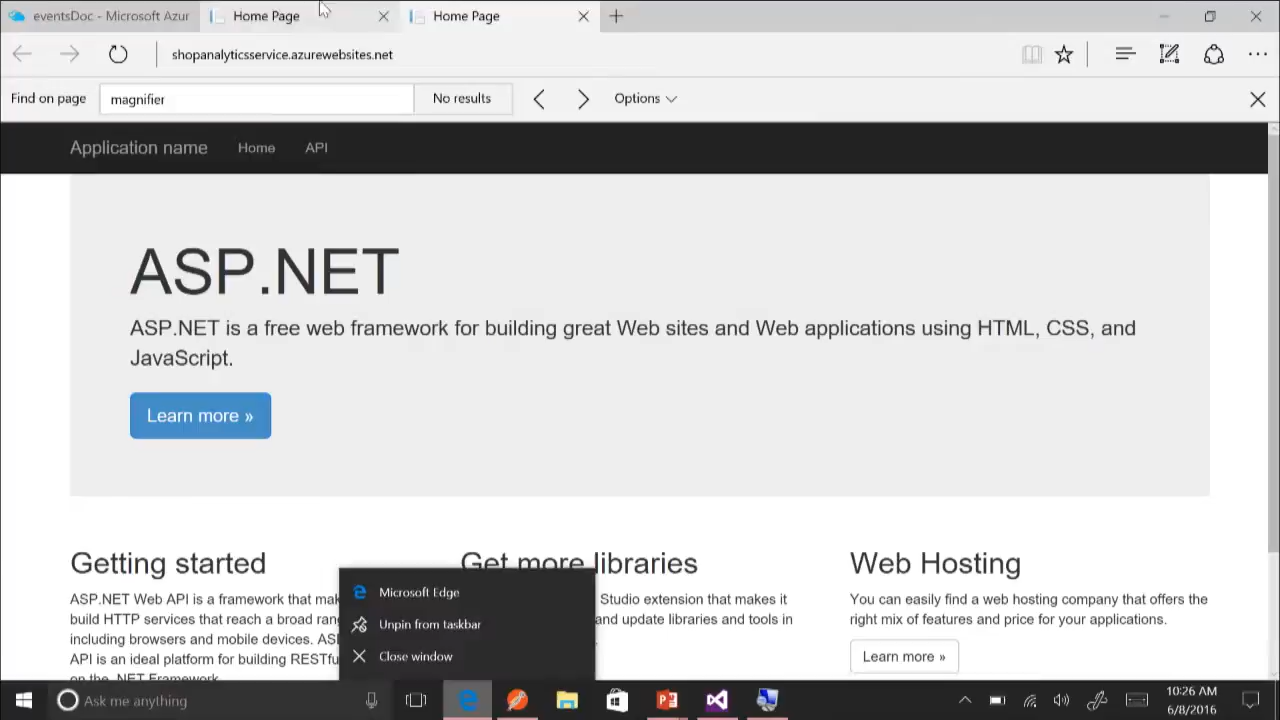 eventsDoc - Microsoft Azur
Home Page
Home Page
shopanalyticsservice.azurewebsites.net
Find on page
magnifier
No results
Options
Application name
Home
API
ASP.NET
ASP.NET is a free web framework for building great Web sites and Web applications using HTML, CSS, and
JavaScript.
Learn more »
Getting started
ASP.NET Web API is a framework that mak
build HTTP services that reach a broad rang
including browsers and mobile devices. AS
API is an ideal platform for building RESTfu
on the .NET Framework.
Get more libraries
Studio extension that makes it
and update libraries and tools in
Web Hosting
You can easily find a web hosting company that offers the
right mix of features and price for your applications.
Learn more »
Microsoft Edge
Unpin from taskbar
Close window
Ask me anything
10:26 AM
6/8/2016